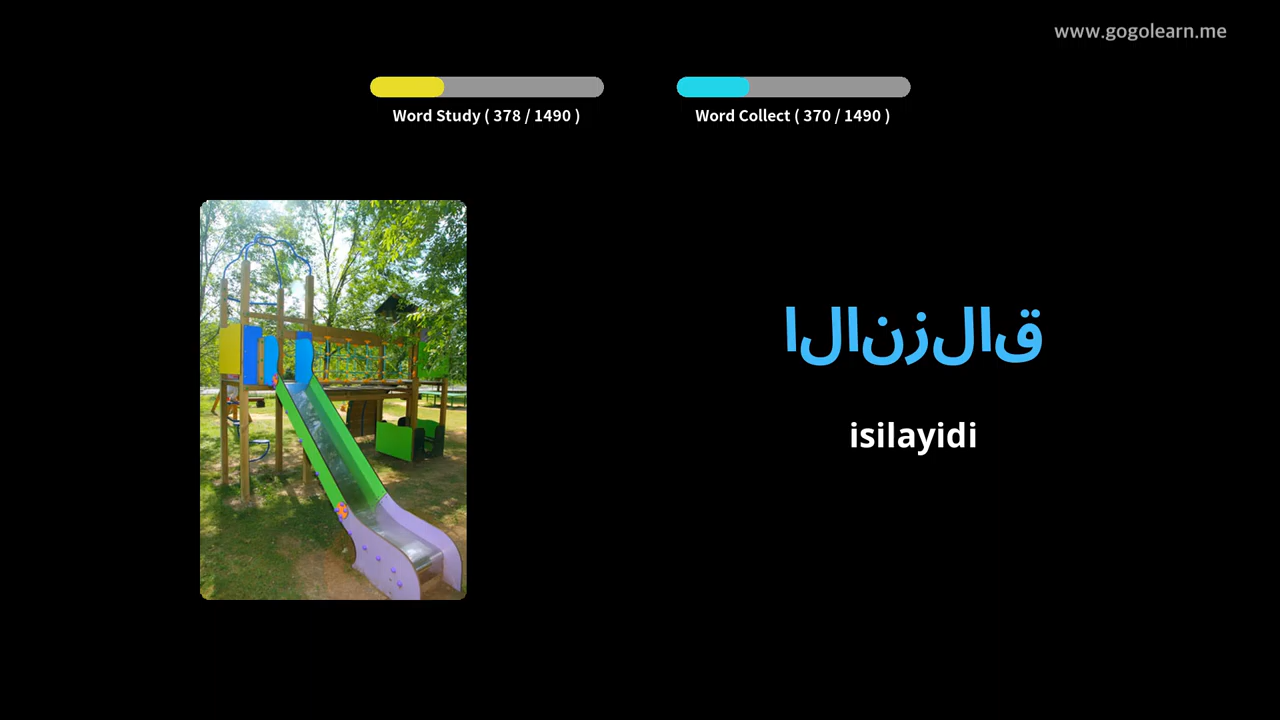 www.gogolearn.me
Word Study ( 378 / 1490 )
Word Collect ( 370 / 1490 )
الانزلاق
isilayidi